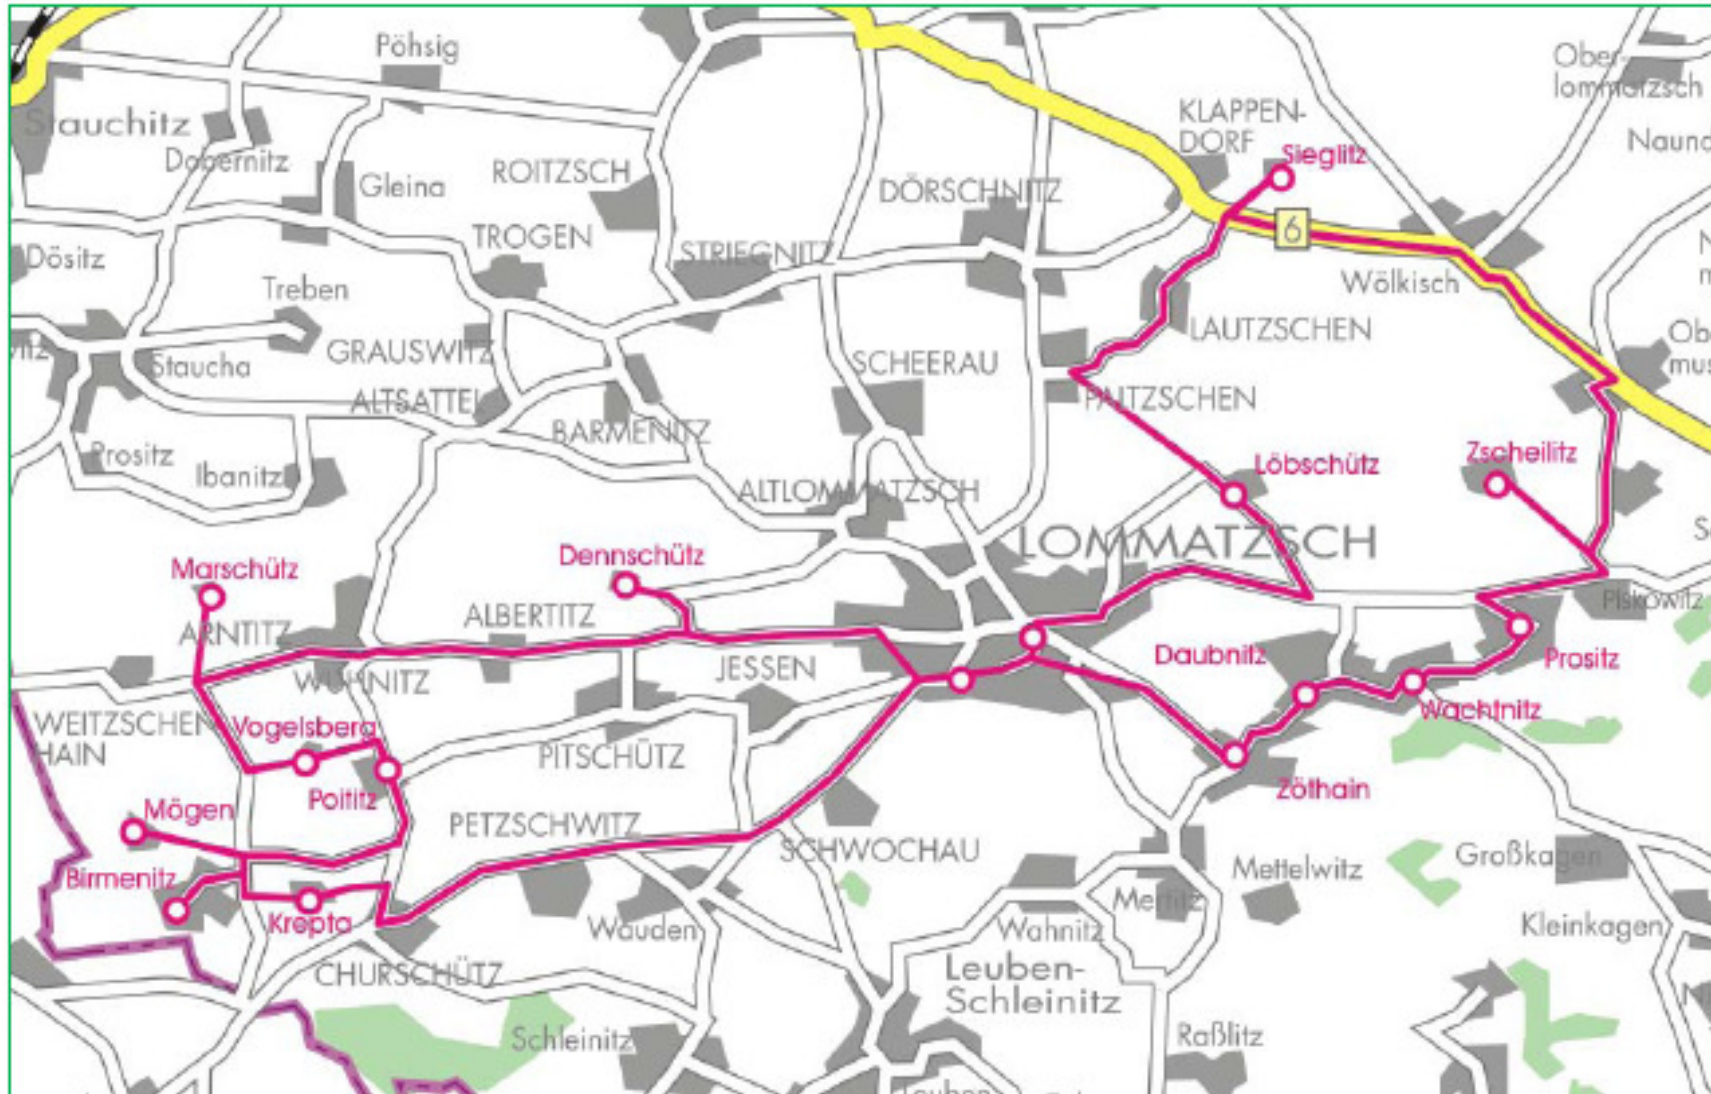 Pöhsig
Ober-
lommatzsch
KLAPPEN-
DORF
Stauchitz
Dobernitz
Sieglitz
ROITZSCH
Gleina
DÖRSCHNITZ
6
TROGEN
STRIEGNITZ
Dösitz
Treben
Wölkisch
LAUTZSCHEN
GRAUSWITZ
Staucha
SCHEERAU
ALTSATTEL
PAITZSCHEN
BARMENITZ
Prositz
Ibanitz
Löbschütz
Zscheilitz
ALTLOMMATZSCH
LOMMATZSCH
Marschütz
Dennschütz
Piskowitz
ALBERTITZ
ARNTITZ
Daubnitz
Prositz
JESSEN
WUHNITZ
Wachtnitz
WEITZSCHEN
HAIN
Vogelsberg
PITSCHÜTZ
Poititz
Zöthain
Mögen
PETZSCHWITZ
SCHWOCHAU
Großkagen
Mettelwitz
Birmenitz
Mertitz
Krepta
Wauden
Wahnitz
Kleinkagen
CHURSCHÜTZ
Leuben-
Schleinitz
Schleinitz
Raßlitz